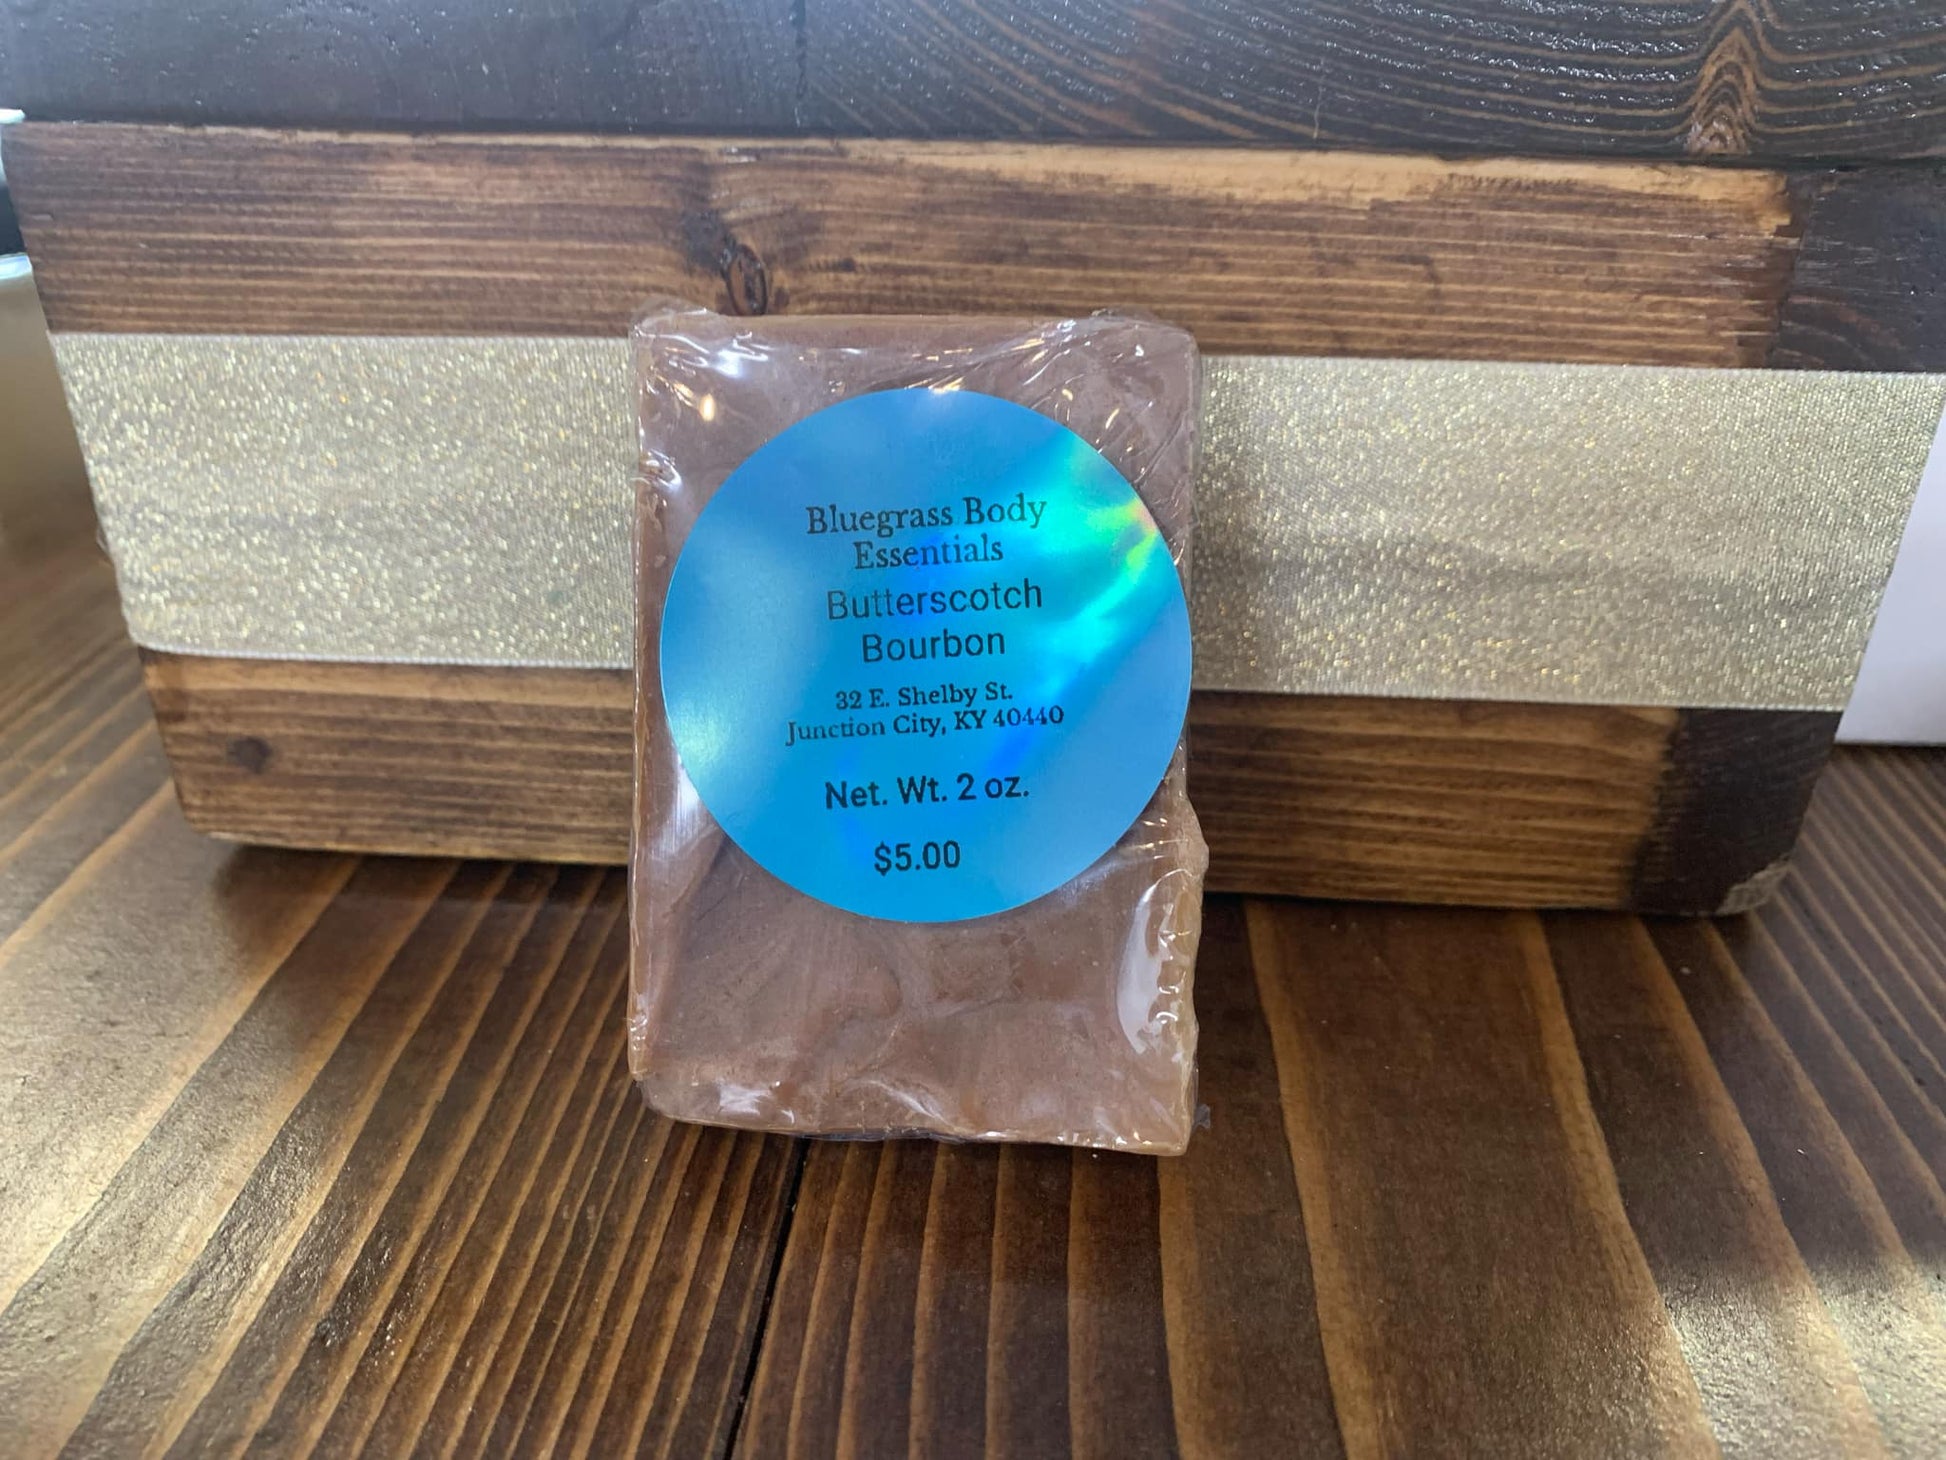 Bluegrass Body
Essentials
Butterscotch
Bourbon
32 E. Shelby St.
Junction City, KY 40440
Net. Wt. 2 oz.
$5.00